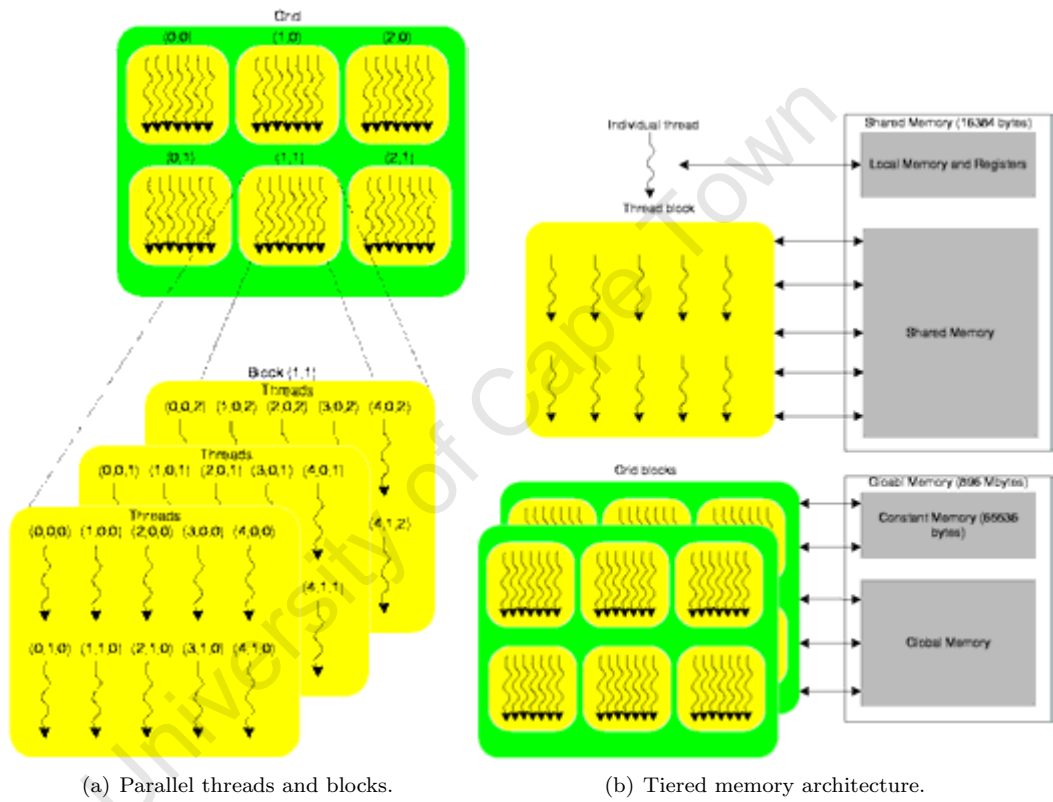 Grid
(0,0) (1,0) (2,0)
(0,1) (1,1) (2,1)
Block (1,1)
Threads
(0,0,2) (1,0,2) (2,0,2) (3,0,2) (4,0,2)
(4,1,2)
Threads
(0,0,1) (1,0,1) (2,0,1) (3,0,1) (4,0,1)
(4,1,1)
Threads
(0,0,0) (1,0,0) (2,0,0) (3,0,0) (4,0,0)
(0,1,0) (1,1,0) (2,1,0) (3,1,0) (4,1,0)
(a) Parallel threads and blocks.
Individual thread
Thread block
Shared Memory (16384 bytes)
Local Memory and Registers
Shared Memory
Grid blocks
Gloabl Memory (896 Mbytes)
Constant Memory (65536
bytes)
Global Memory
(b) Tiered memory architecture.
University of Cape Town